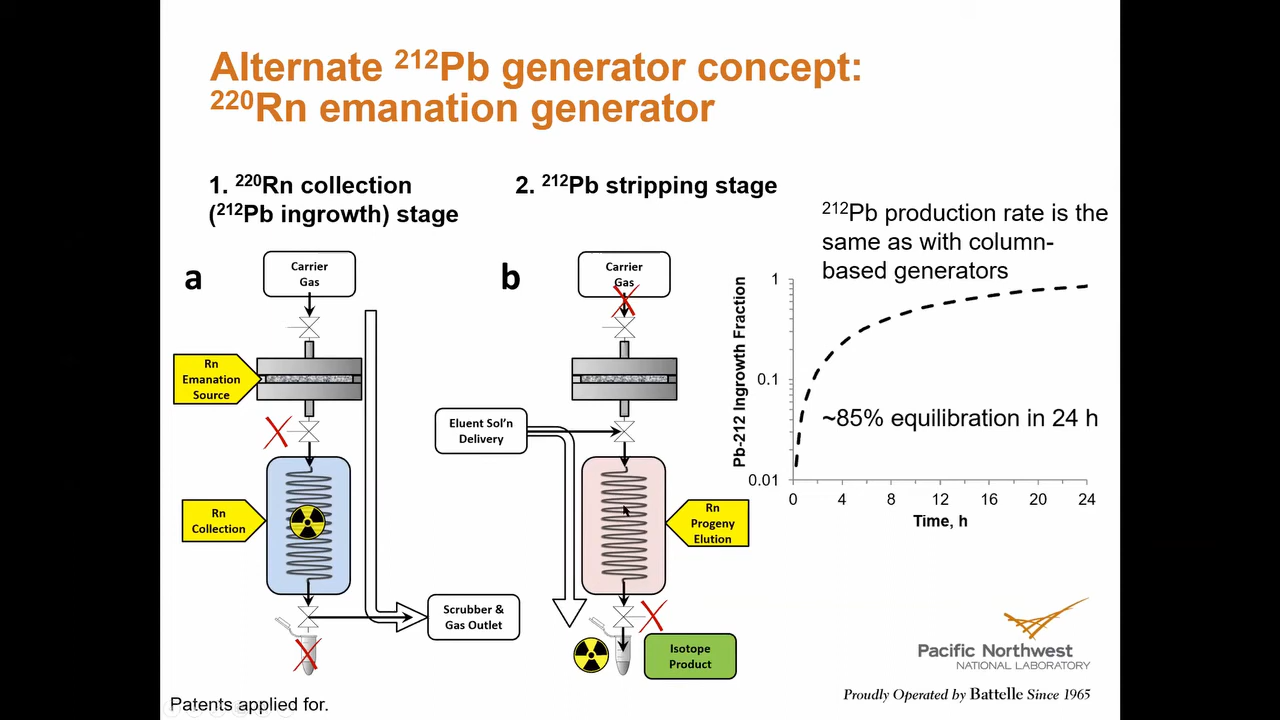 Alternate ²¹²Pb generator concept:
²²⁰Rn emanation generator
1. ²²⁰Rn collection
(²¹²Pb ingrowth) stage
2. ²¹²Pb stripping stage
a
Carrier
Gas
Rn
Emanation
Source
Rn
Collection
Scrubber &
Gas Outlet
b
Carrier
Gas
Eluent Sol'n
Delivery
Rn
Progeny
Elution
Isotope
Product
²¹²Pb production rate is the
same as with column-
based generators
Pb-212 Ingrowth Fraction
1
0.1
0.01
~85% equilibration in 24 h
0 4 8 12 16 20 24
Time, h
Pacific Northwest
NATIONAL LABORATORY
Proudly Operated by Battelle Since 1965
Patents applied for.